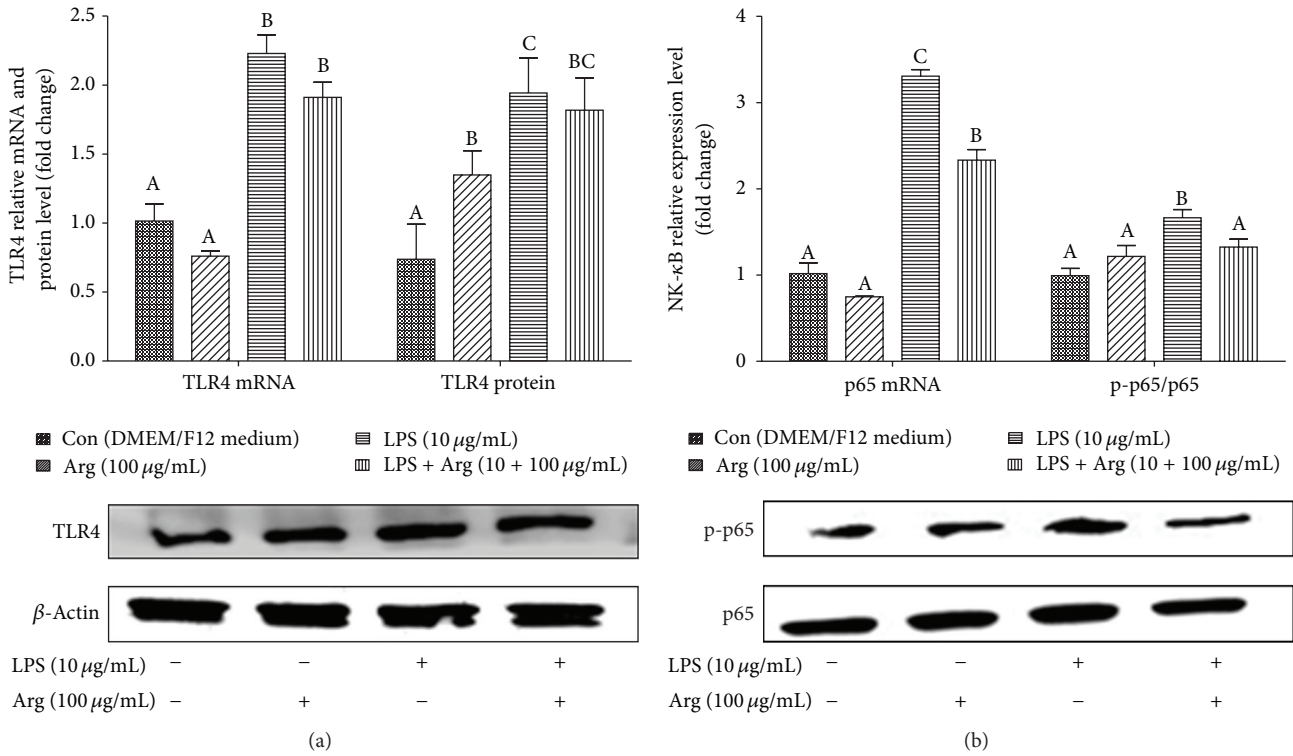 2.5
2.0
1.5
1.0
0.5
0.0
TLR4 relative mRNA and
protein level (fold change)
A
A
B
B
A
B
C
BC
TLR4 mRNA
TLR4 protein
Con (DMEM/F12 medium)
Arg (100 μg/mL)
LPS (10 μg/mL)
LPS + Arg (10 + 100 μg/mL)
TLR4
β-Actin
LPS (10 μg/mL) − − + +
Arg (100 μg/mL) − + − +
(a)
4
3
2
1
0
NK-κB relative expression level
(fold change)
A
A
C
B
A
A
B
A
p65 mRNA
p-p65/p65
Con (DMEM/F12 medium)
Arg (100 μg/mL)
LPS (10 μg/mL)
LPS + Arg (10 + 100 μg/mL)
p-p65
p65
LPS (10 μg/mL) − − + +
Arg (100 μg/mL) − + − +
(b)